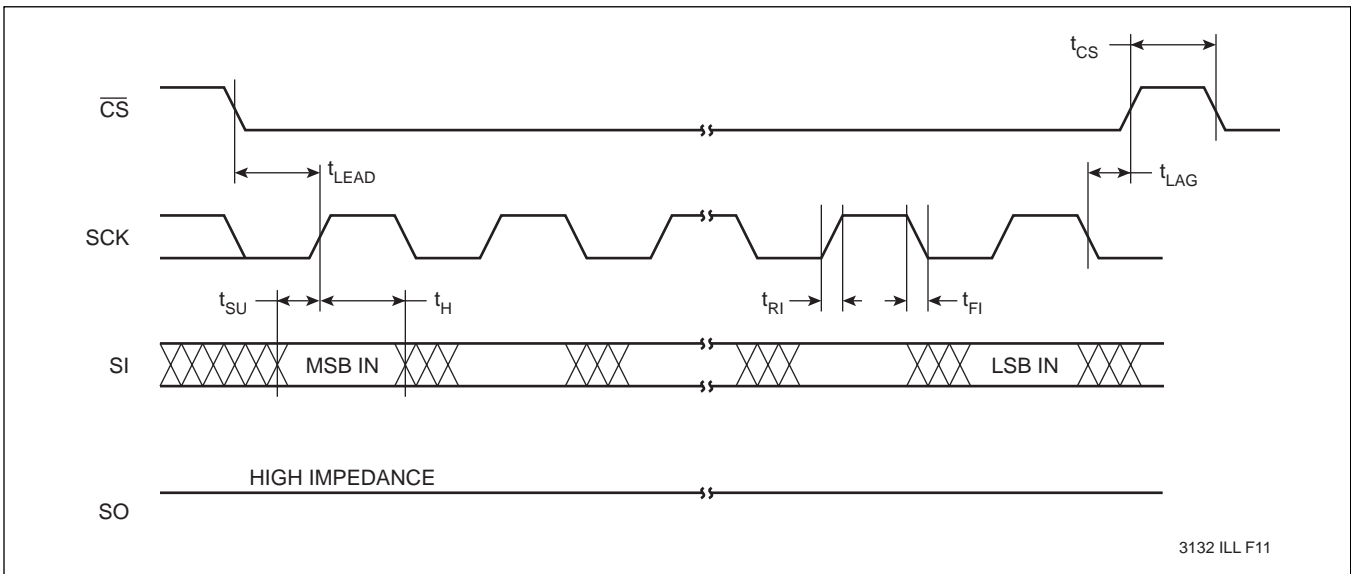 tCS
CS
tLEAD
tLAG
SCK
tSU
tH
tRI
tFI
SI
MSB IN
LSB IN
HIGH IMPEDANCE
SO
3132 ILL F11